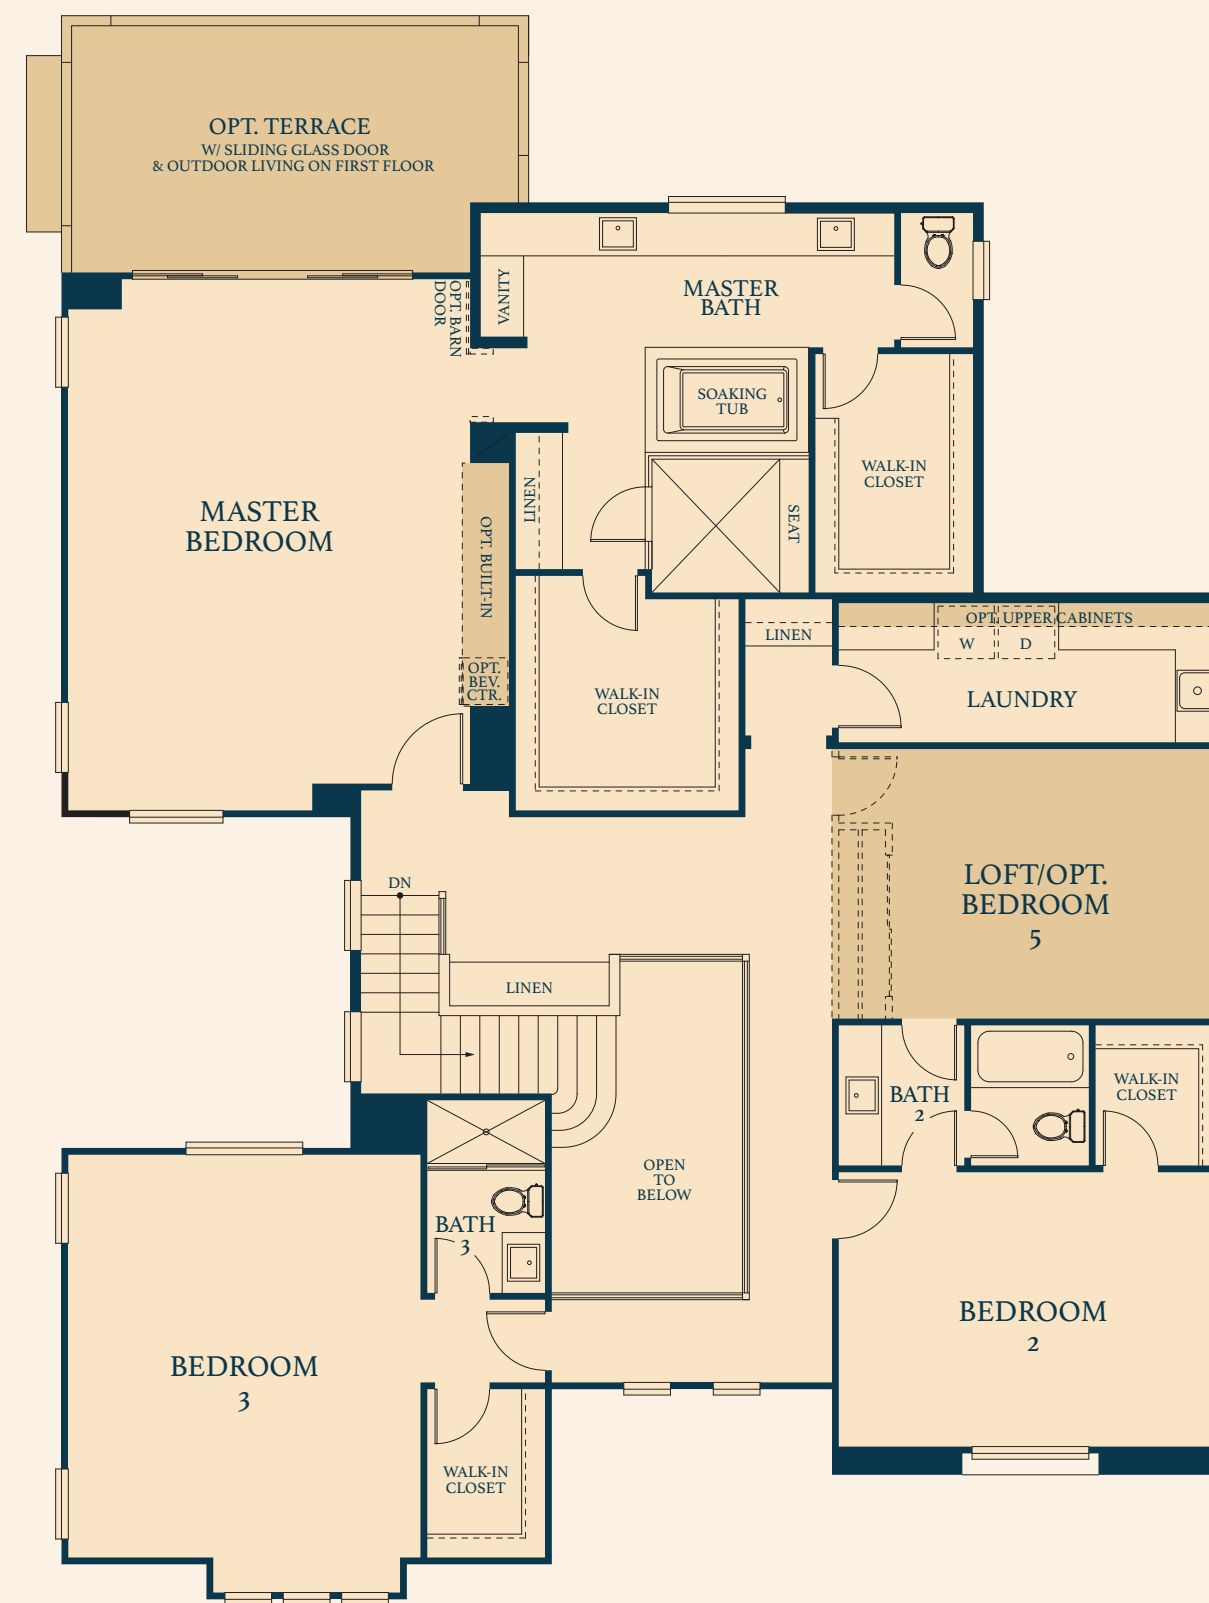 OPT. TERRACE
W/ SLIDING GLASS DOOR
& OUTDOOR LIVING ON FIRST FLOOR
OPT. BARN
DOOR
VANITY
MASTER
BATH
SOAKING
TUB
WALK-IN
CLOSET
MASTER
BEDROOM
LINEN
SEAT
OPT. BUILT-IN
OPT.
BEV.
CTR.
WALK-IN
CLOSET
LINEN
OPT. UPPER CABINETS
W
D
LAUNDRY
LOFT/OPT.
BEDROOM
5
DN
LINEN
BATH
2
WALK-IN
CLOSET
OPEN
TO
BELOW
BATH
3
BEDROOM
2
BEDROOM
3
WALK-IN
CLOSET